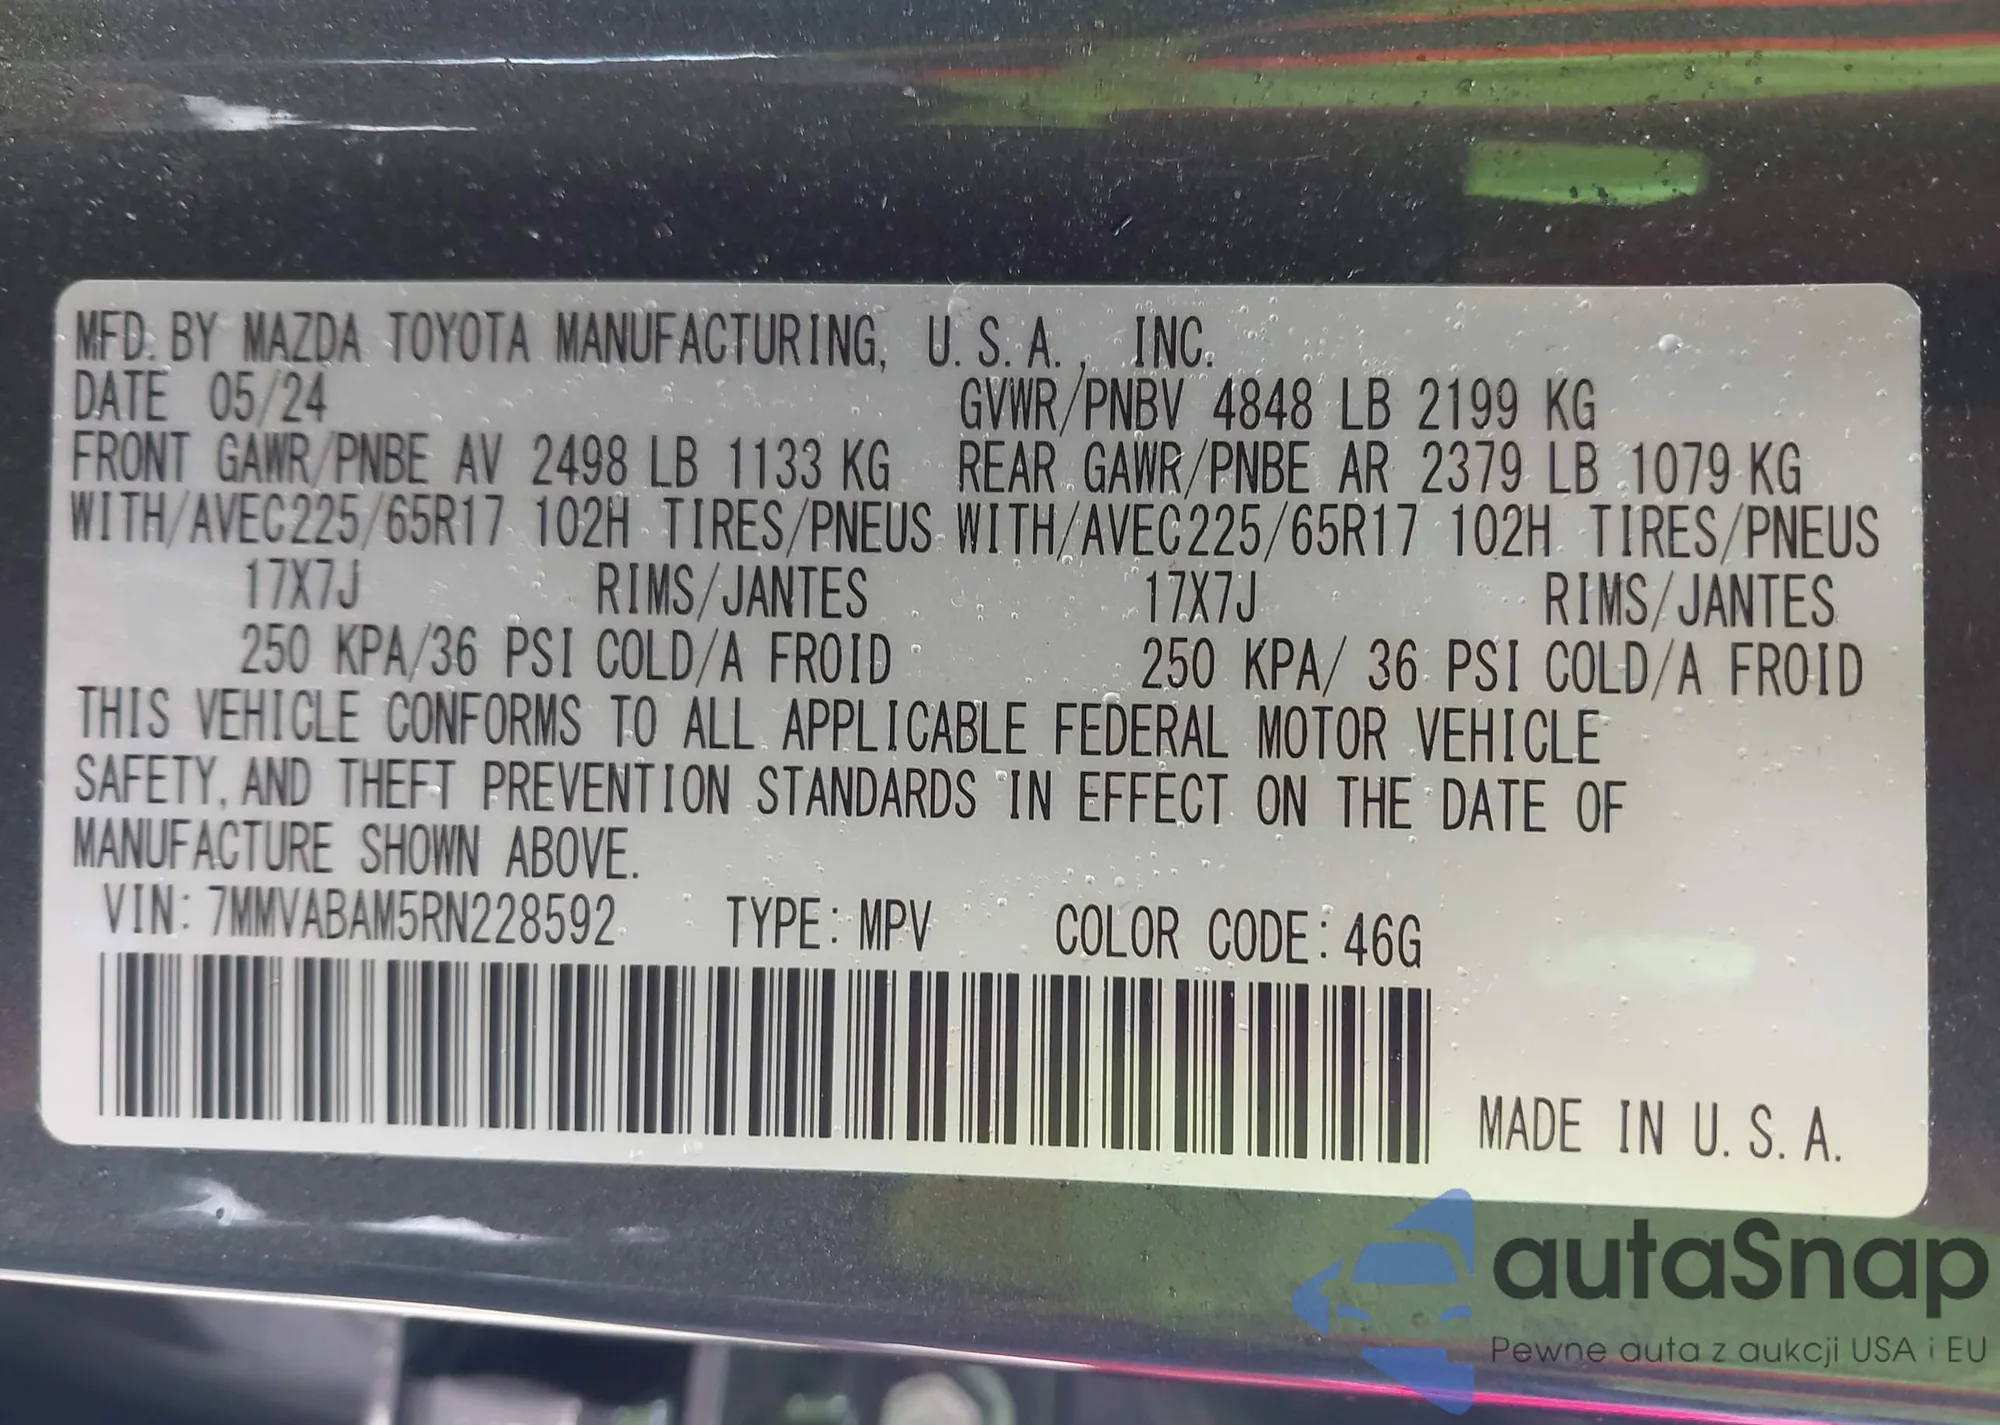 MFD. BY MAZDA TOYOTA MANUFACTURING, U.S.A., INC.
DATE 05/24 GVWR/PNBV 4848 LB 2199 KG
FRONT GAWR/PNBE AV 2498 LB 1133 KG REAR GAWR/PNBE AR 2379 LB 1079 KG
WITH/AVEC225/65R17 102H TIRES/PNEUS WITH/AVEC225/65R17 102H TIRES/PNEUS
17X7J RIMS/JANTES 17X7J RIMS/JANTES
250 KPA/36 PSI COLD/A FROID 250 KPA/ 36 PSI COLD/A FROID
THIS VEHICLE CONFORMS TO ALL APPLICABLE FEDERAL MOTOR VEHICLE
SAFETY, AND THEFT PREVENTION STANDARDS IN EFFECT ON THE DATE OF
MANUFACTURE SHOWN ABOVE.
VIN: 7MMVABAM5RN228592 TYPE: MPV COLOR CODE: 46G
MADE IN U.S.A.
autaSnap
Pewne auta z aukcji USA i EU